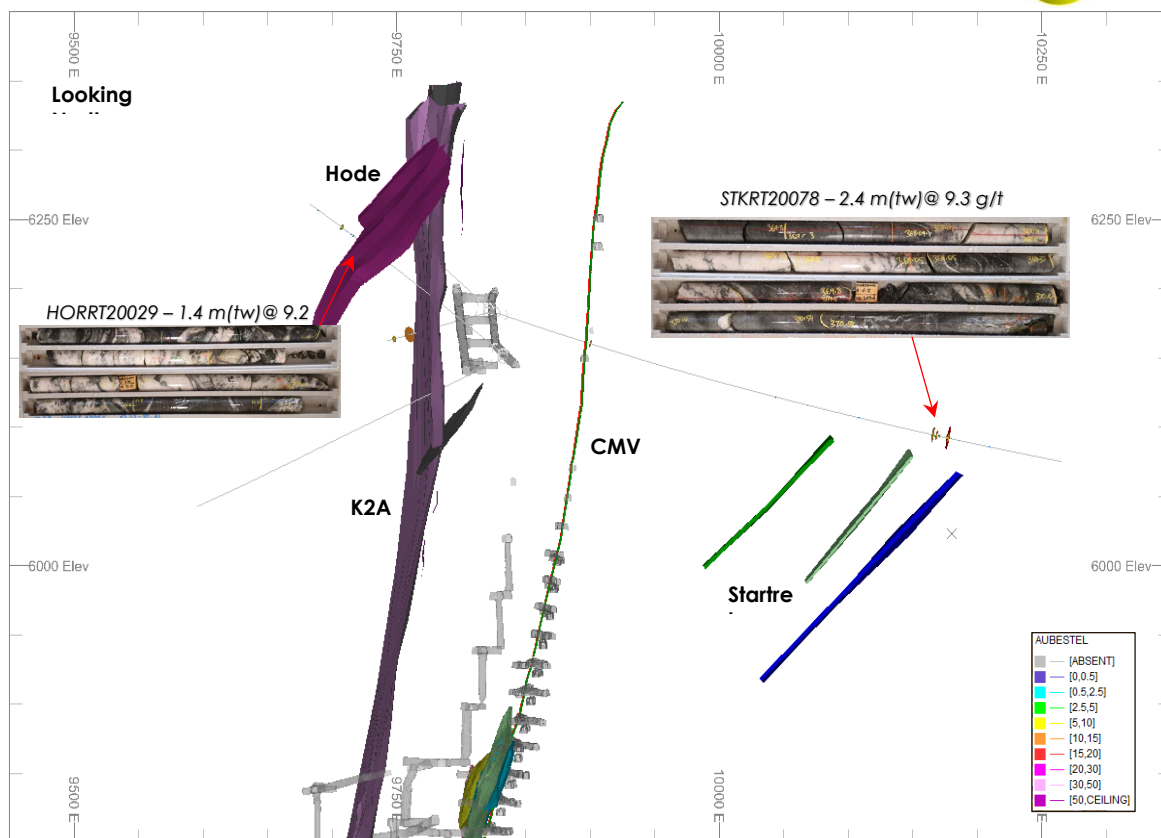 9500 E
9750 E
10000 E
10250 E
Looking
Hode
STKRT20078 – 2.4 m(tw)@ 9.3 g/t
6250 Elev
6250 Elev
HORRT20029 – 1.4 m(tw)@ 9.2
CMV
K2A
6000 Elev
6000 Elev
Startre
AUBESTEL
[ABSENT]
[0,0.5]
[0.5,2.5]
[2.5,5]
[5,10]
[10,15]
[15,20]
[20,30]
[30,50]
[50,CEILING]
9500 E
9750 E
10000 E